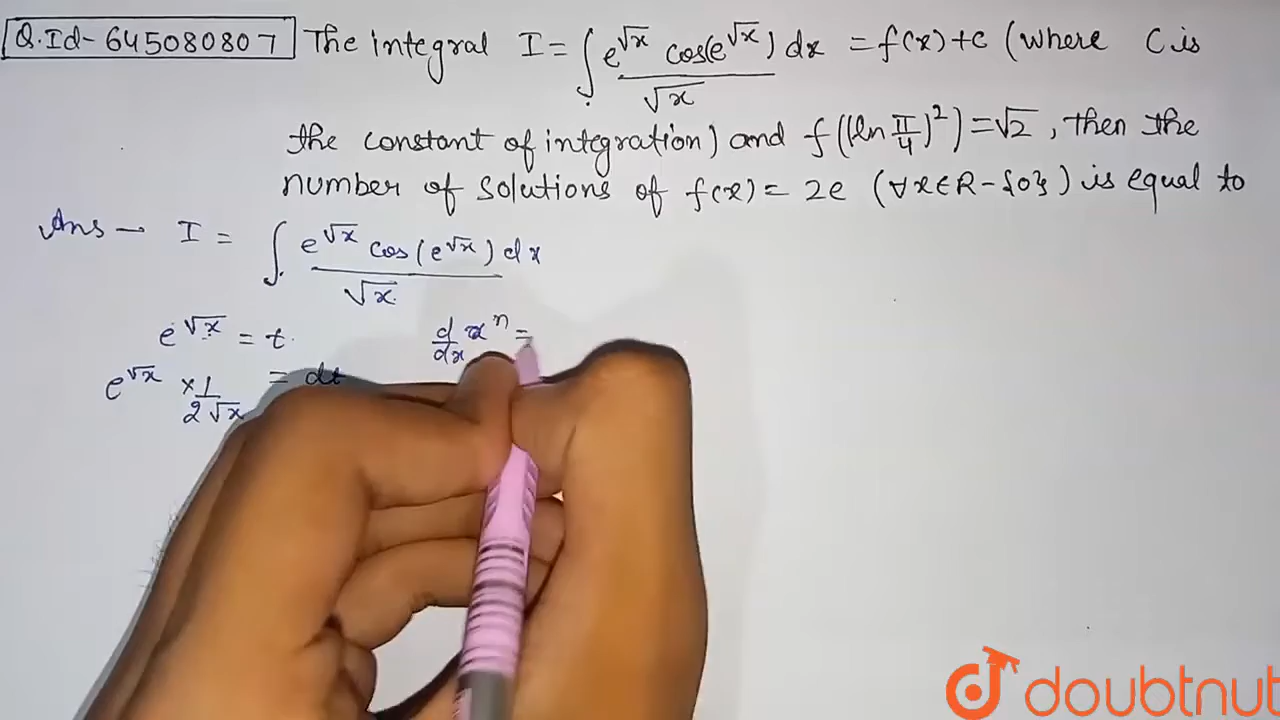 Q.Id-645080807 The integral I = ∫ e^√x cos(e^√x) / √x dx = f(x)+c (where C is
the constant of integration) and f((ln π/4)^2) = √2, then the
number of solutions of f(x) = 2e (∀x∈R-{0}) is equal to
Ans — I = ∫ e^√x cos(e^√x) dx / √x
e^√x = t
d/dx x^n =
e^√x × 1/2√x = dt
doubtnut